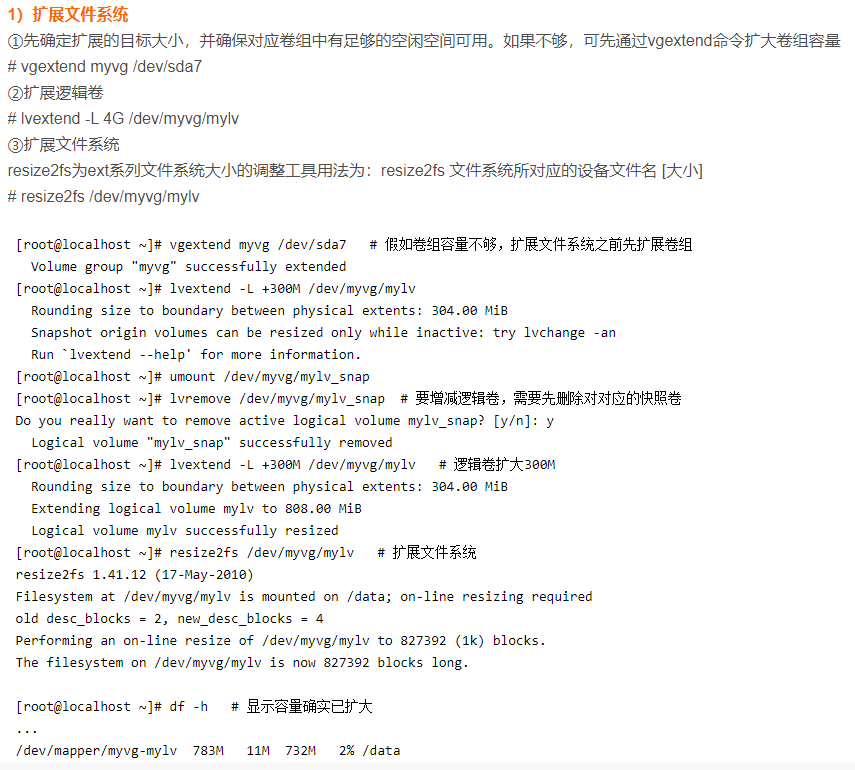 1）扩展文件系统
①先确定扩展的目标大小，并确保对应卷组中有足够的空闲空间可用。如果不够，可先通过vgextend命令扩大卷组容量
# vgextend myvg /dev/sda7
②扩展逻辑卷
# lvextend -L 4G /dev/myvg/mylv
③扩展文件系统
resize2fs为ext系列文件系统大小的调整工具用法为：resize2fs 文件系统所对应的设备文件名 [大小]
# resize2fs /dev/myvg/mylv
[root@localhost ~]# vgextend myvg /dev/sda7   # 假如卷组容量不够，扩展文件系统之前先扩展卷组
  Volume group "myvg" successfully extended
[root@localhost ~]# lvextend -L +300M /dev/myvg/mylv
  Rounding size to boundary between physical extents: 304.00 MiB
  Snapshot origin volumes can be resized only while inactive: try lvchange -an
  Run `lvextend --help' for more information.
[root@localhost ~]# umount /dev/myvg/mylv_snap
[root@localhost ~]# lvremove /dev/myvg/mylv_snap  # 要增减逻辑卷，需要先删除对对应的快照卷
Do you really want to remove active logical volume mylv_snap? [y/n]: y
  Logical volume "mylv_snap" successfully removed
[root@localhost ~]# lvextend -L +300M /dev/myvg/mylv   # 逻辑卷扩大300M
  Rounding size to boundary between physical extents: 304.00 MiB
  Extending logical volume mylv to 808.00 MiB
  Logical volume mylv successfully resized
[root@localhost ~]# resize2fs /dev/myvg/mylv   # 扩展文件系统
resize2fs 1.41.12 (17-May-2010)
Filesystem at /dev/myvg/mylv is mounted on /data; on-line resizing required
old desc_blocks = 2, new_desc_blocks = 4
Performing an on-line resize of /dev/myvg/mylv to 827392 (1k) blocks.
The filesystem on /dev/myvg/mylv is now 827392 blocks long.
[root@localhost ~]# df -h   # 显示容量确实已扩大
...
/dev/mapper/myvg-mylv  783M   11M  732M   2% /data